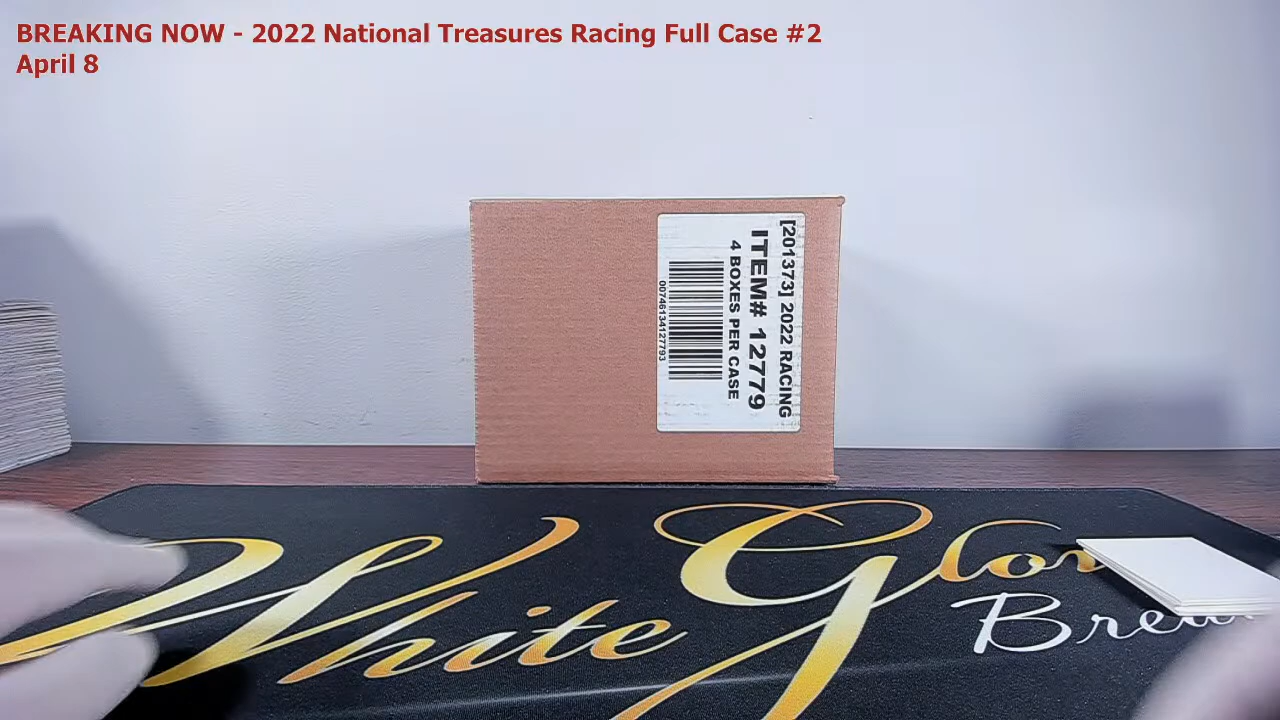 BREAKING NOW - 2022 National Treasures Racing Full Case #2
April 8
[201373] 2022 RACING
ITEM# 12779
4 BOXES PER CASE
00746134127793
White Glove